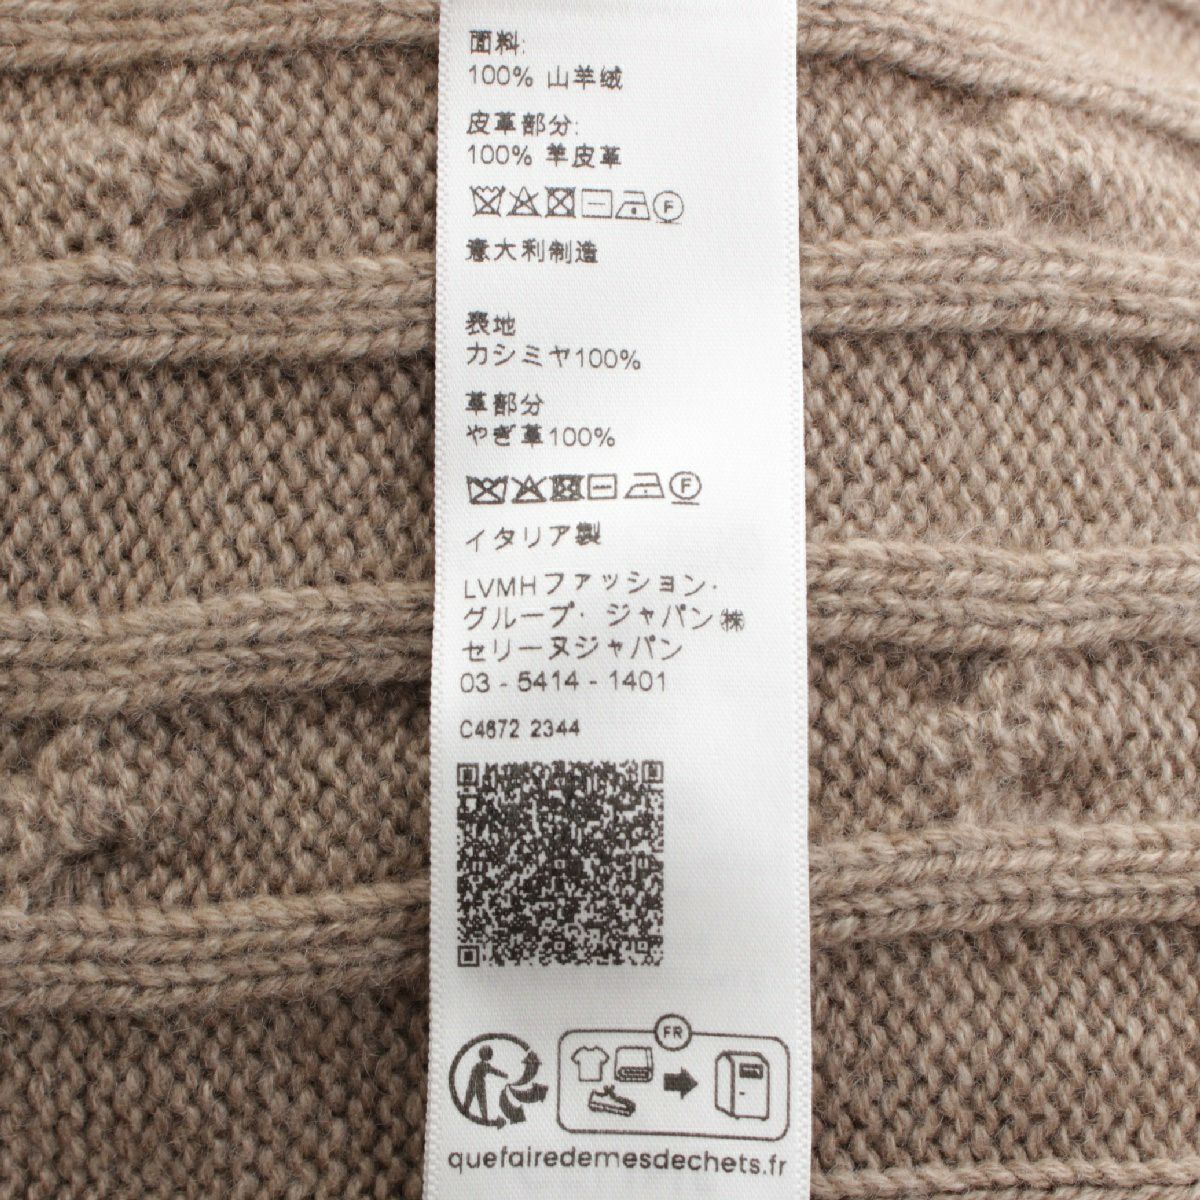 面料:
100% 山羊绒
皮革部分:
100% 羊皮革
F
意大利制造
表地
カシミヤ100%
革部分
やぎ革100%
F
イタリア製
LVMHファッション・
グループ・ジャパン㈱
セリーヌジャパン
03 - 5414 - 1401
C4672 2344
FR
quefairedemesdechets.fr